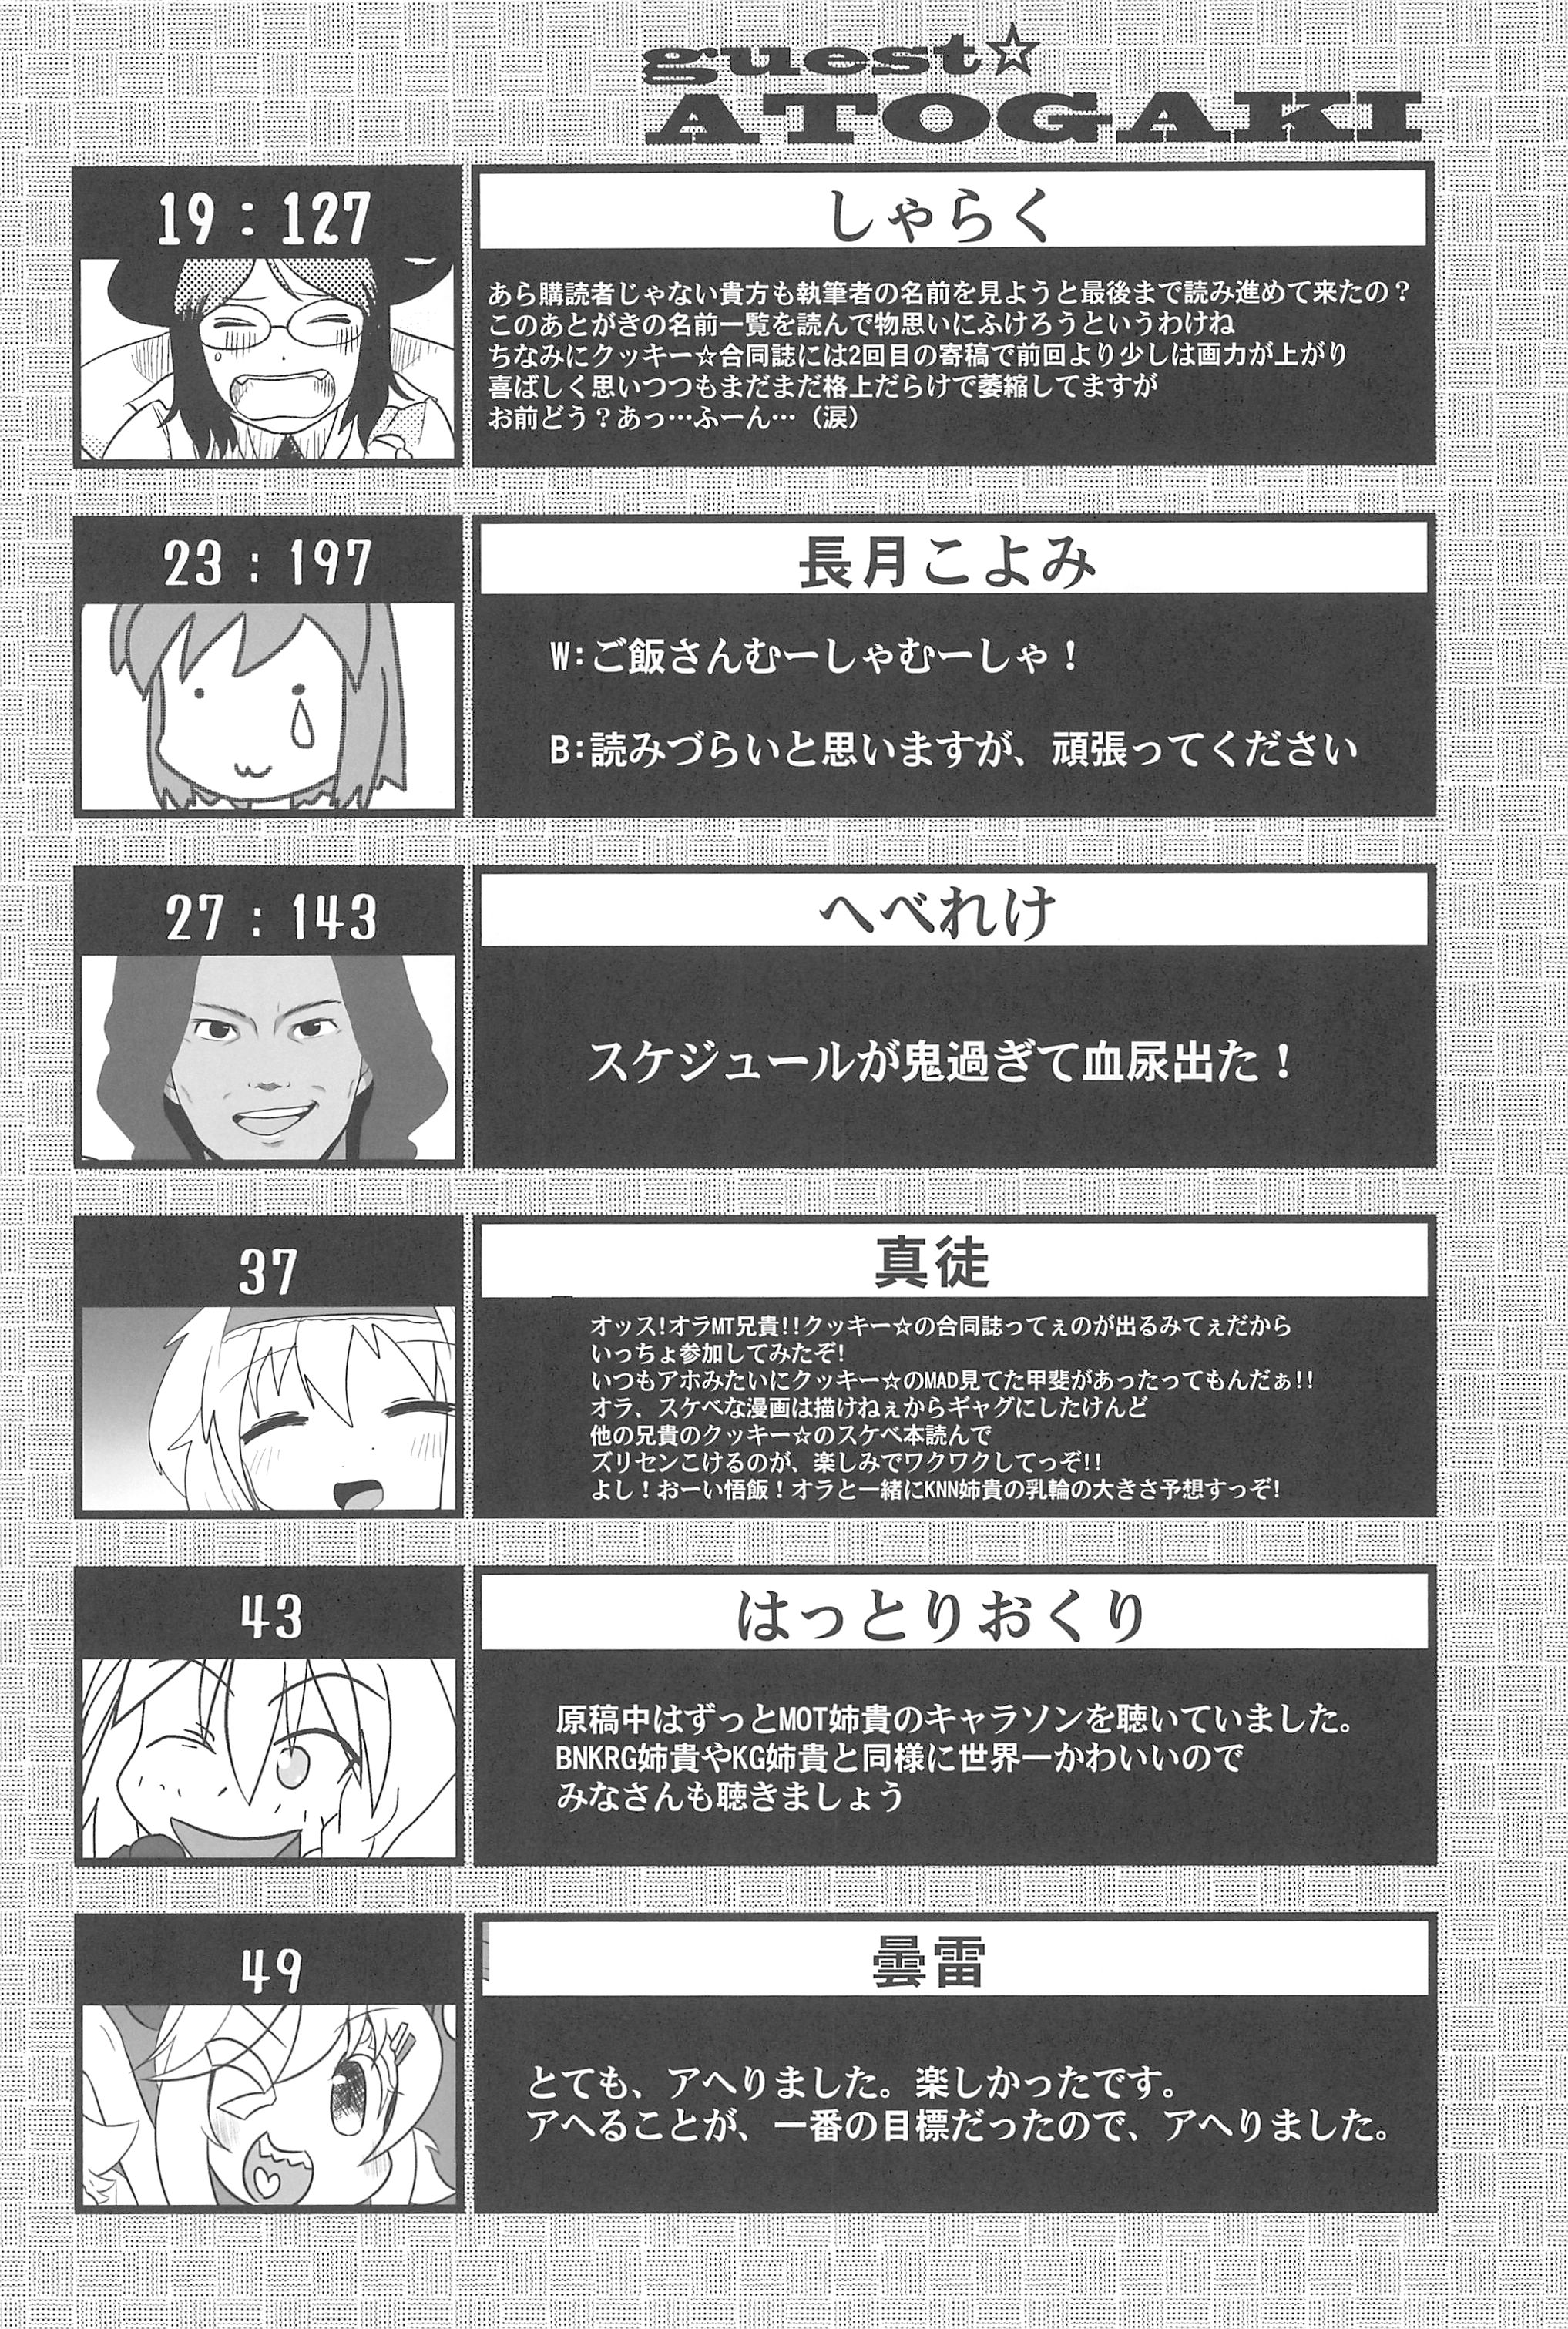 guest☆
ATOGAKI
19：127
しゃらく
あら購読者じゃない貴方も執筆者の名前を見ようと最後まで読み進めて来たの？
このあとがきの名前一覧を読んで物思いにふけろうというわけね
ちなみにクッキー☆合同誌には2回目の寄稿で前回より少しは画力が上がり
喜ばしく思いつつもまだまだ格上だらけで萎縮してますが
お前どう？あっ…ふーん…（涙）
23：197
長月こよみ
W：ご飯さんむーしゃむーしゃ！
B：読みづらいと思いますが、頑張ってください
27：143
へべれけ
スケジュールが鬼過ぎて血尿出た！
37
真徒
オッス!オラMT兄貴!!クッキー☆の合同誌ってぇのが出るみてぇだから
いっちょ参加してみたぞ!
いつもアホみたいにクッキー☆のMAD見てた甲斐があったってもんだぁ!!
オラ、スケベな漫画は描けねぇからギャグにしたけんど
他の兄貴のクッキー☆のスケベ本読んで
ズリセンこけるのが、楽しみでワクワクしてっぞ!!
よし！おーい悟飯！オラと一緒にKNN姉貴の乳輪の大きさ予想すっぞ!
43
はっとりおくり
原稿中はずっとMOT姉貴のキャラソンを聴いていました。
BNKRG姉貴やKG姉貴と同様に世界一かわいいので
みなさんも聴きましょう
49
曇雷
とても、アヘりました。楽しかったです。
アヘることが、一番の目標だったので、アヘりました。